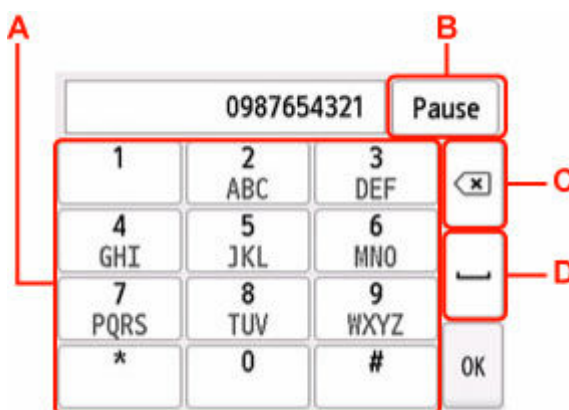 A
B
0987654321 Pause
1 2 3
ABC DEF
C
4 5 6
GHI JKL MNO
D
7 8 9
PQRS TUV WXYZ
* 0 # OK